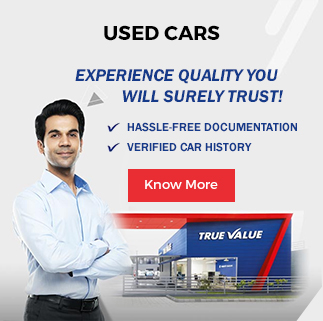 USED CARS
EXPERIENCE QUALITY YOU
WILL SURELY TRUST!
HASSLE-FREE DOCUMENTATION
VERIFIED CAR HISTORY
Know More
TRUE VALUE